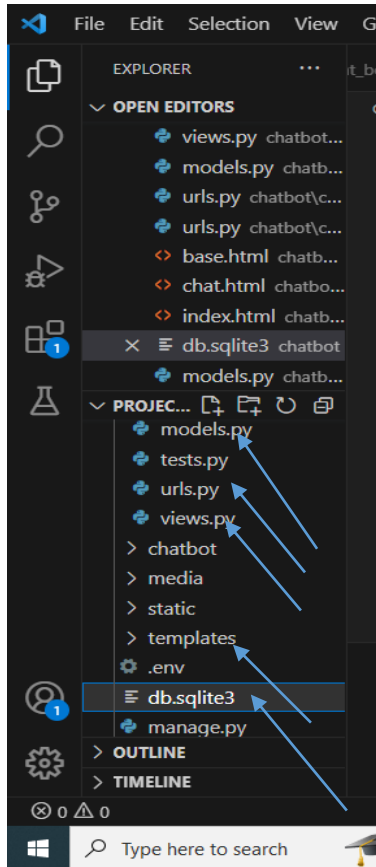 File Edit Selection View G
EXPLORER ...
OPEN EDITORS
views.py chatbot...
models.py chatb...
urls.py chatbot\c...
urls.py chatbot\c...
base.html chatb...
chat.html chatbo...
index.html chatb...
db.sqlite3 chatbot
models.py chatb...
PROJEC...
models.py
tests.py
urls.py
views.py
chatbot
media
static
templates
.env
db.sqlite3
manage.py
OUTLINE
TIMELINE
1
1
0 0
Type here to search